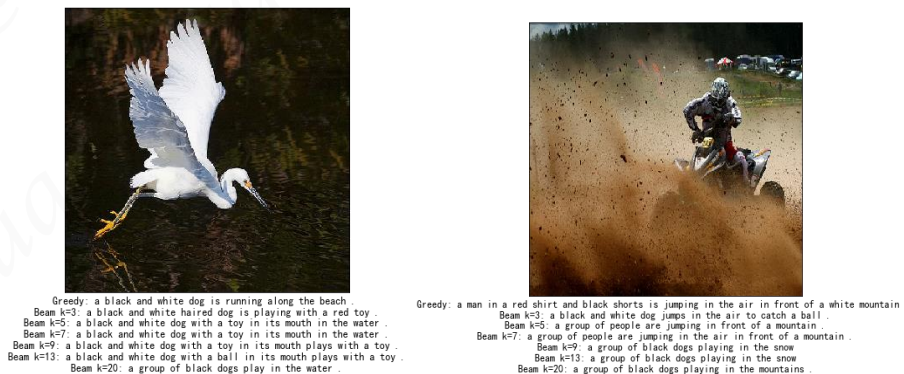 Greedy: a black and white dog is running along the beach .
Beam k=3: a black and white haired dog is playing with a red toy .
Beam k=5: a black and white dog with a toy in its mouth in the water .
Beam k=7: a black and white dog with a toy in its mouth in the water .
Beam k=9: a black and white dog with a toy in its mouth plays with a toy .
Beam k=13: a black and white dog with a ball in its mouth plays with a toy .
Beam k=20: a group of black dogs play in the water .
Greedy: a man in a red shirt and black shorts is jumping in the air in front of a white mountain
Beam k=3: a black and white dog jumps in the air to catch a ball .
Beam k=5: a group of people are jumping in front of a mountain .
Beam k=7: a group of people are jumping in the air in front of a mountain .
Beam k=9: a group of black dogs playing in the snow
Beam k=13: a group of black dogs playing in the snow
Beam k=20: a group of black dogs playing in the mountains .